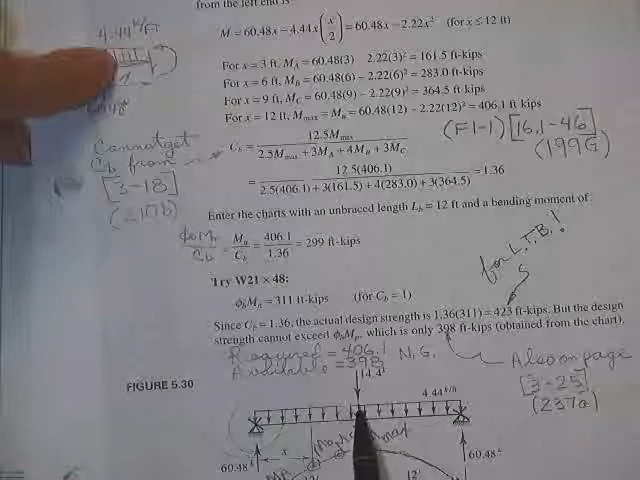 from the left end is
M = 60.48x − 4.44x(x/2) = 60.48x − 2.22x² (for x ≤ 12 ft)
4.44 K/FT
For x = 3 ft, M_A = 60.48(3) − 2.22(3)² = 161.5 ft-kips
For x = 6 ft, M_B = 60.48(6) − 2.22(6)² = 283.0 ft-kips
For x = 9 ft, M_C = 60.48(9) − 2.22(9)² = 364.5 ft-kips
For x = 12 ft, M_max = M_u = 60.48(12) − 2.22(12)² = 406.1 ft-kips
(F1-1) [16.1-46]
(199G)
Cannot get
Cb from
[3-18]
C_b = 12.5M_max / 2.5M_max + 3M_A + 4M_B + 3M_C
= 12.5(406.1) / 2.5(406.1) + 3(161.5) + 4(283.0) + 3(364.5) = 1.36
Enter the charts with an unbraced length L_b = 12 ft and a bending moment of
M_u/C_b = 406.1/1.36 = 299 ft-kips
for L.T.B.!
Try W21 × 48:
ϕ_bM_n = 311 ft-kips (for C_b = 1)
Since C_b = 1.36, the actual design strength is 1.36(311) = 423 ft-kips. But the design
strength cannot exceed ϕ_bM_p, which is only 398 ft-kips (obtained from the chart).
Required = 406.1 N.G.
Available = 398
Also on page
[3-25]
(237a)
FIGURE 5.30
14.4ᵏ
4.44 k/ft
60.48ᵏ
x
60.48ᵏ
12'
12'